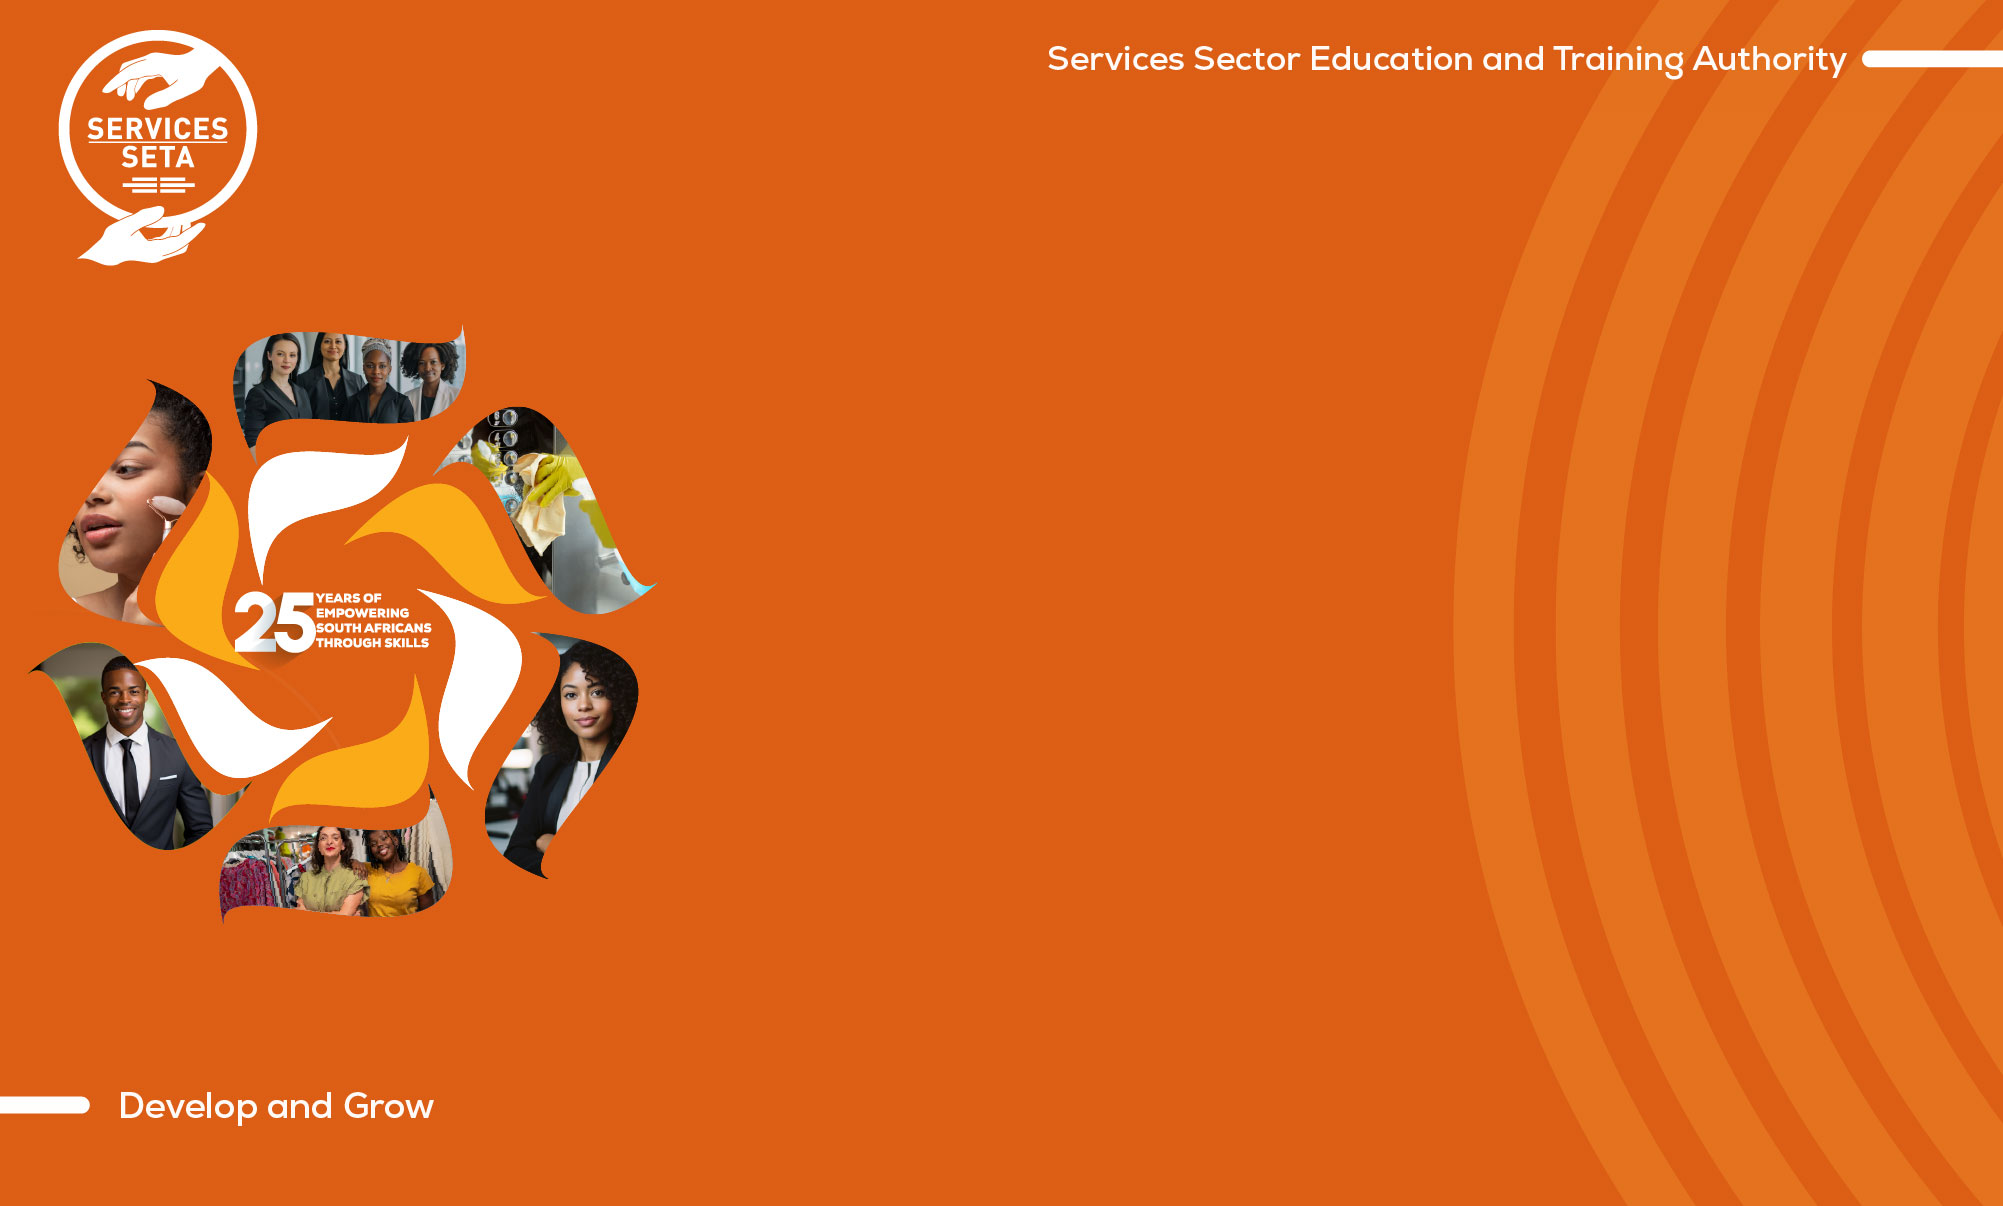 SERVICES
SETA
Services Sector Education and Training Authority
25
YEARS OF
EMPOWERING
SOUTH AFRICANS
THROUGH SKILLS
Develop and Grow